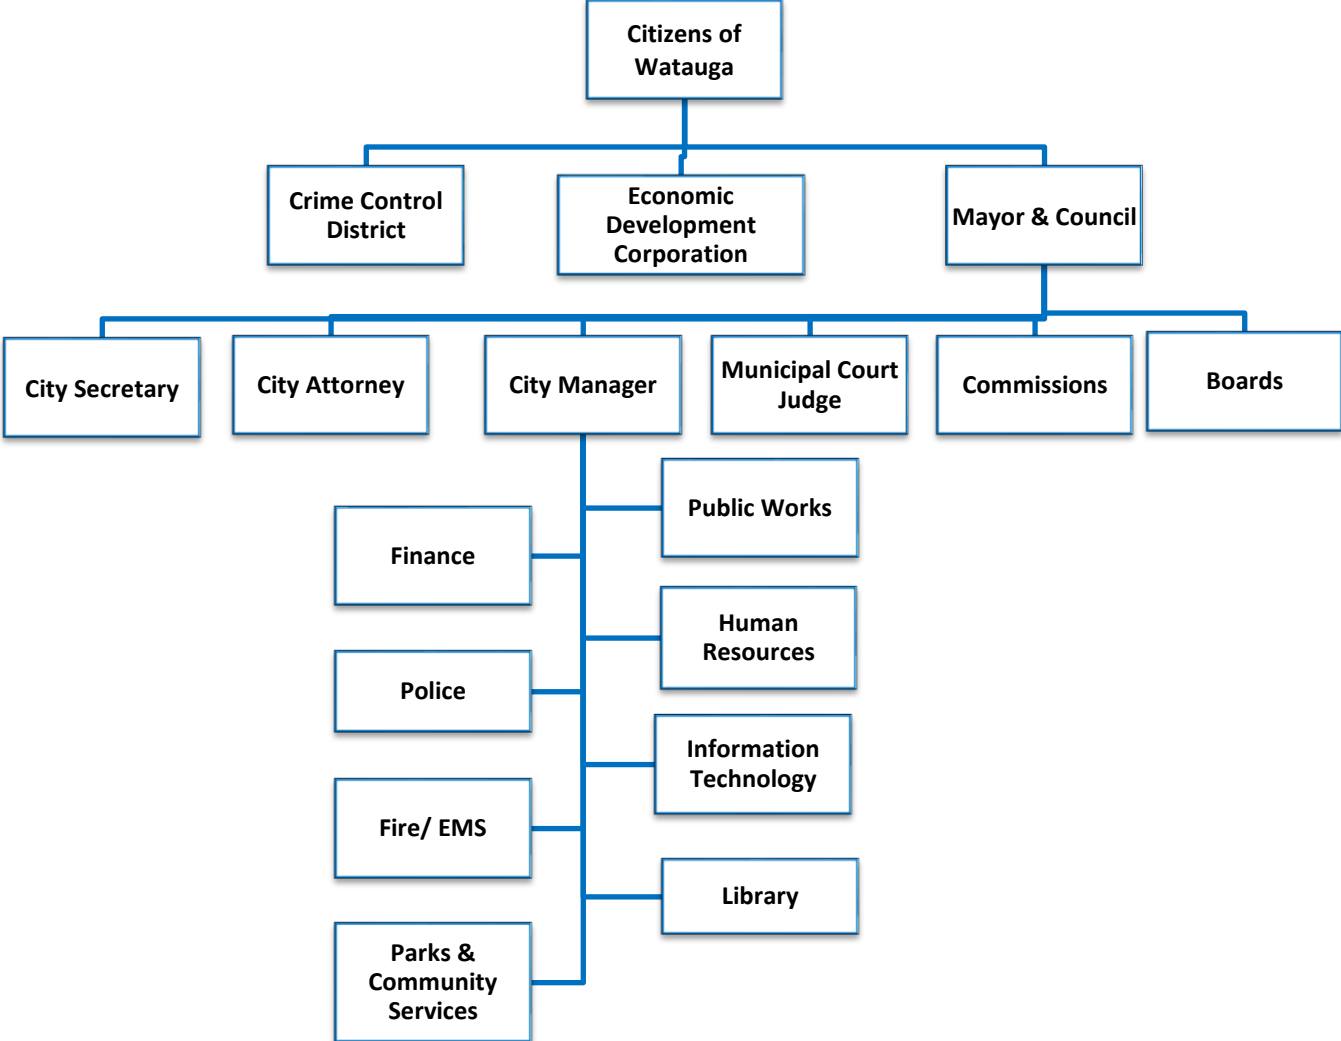 Citizens of
Watauga
Crime Control
District
Economic
Development
Corporation
Mayor & Council
City Secretary
City Attorney
City Manager
Municipal Court
Judge
Commissions
Boards
Public Works
Finance
Human
Resources
Police
Information
Technology
Fire/ EMS
Library
Parks &
Community
Services